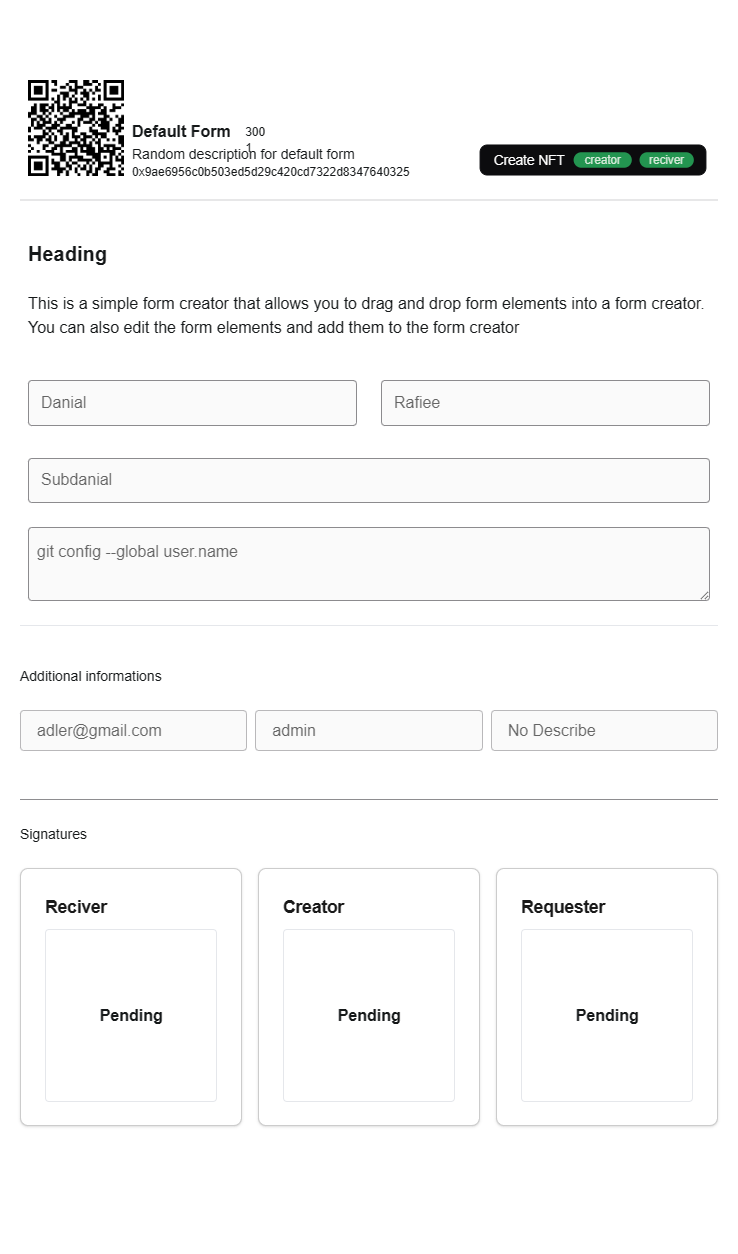 Default Form 300
1
Random description for default form
0x9ae6956c0b503ed5d29c420cd7322d8347640325
Create NFT creator reciver
Heading
This is a simple form creator that allows you to drag and drop form elements into a form creator.
You can also edit the form elements and add them to the form creator
Danial Rafiee
Subdanial
git config --global user.name
Additional informations
adler@gmail.com admin No Describe
Signatures
Reciver Creator Requester
Pending Pending Pending